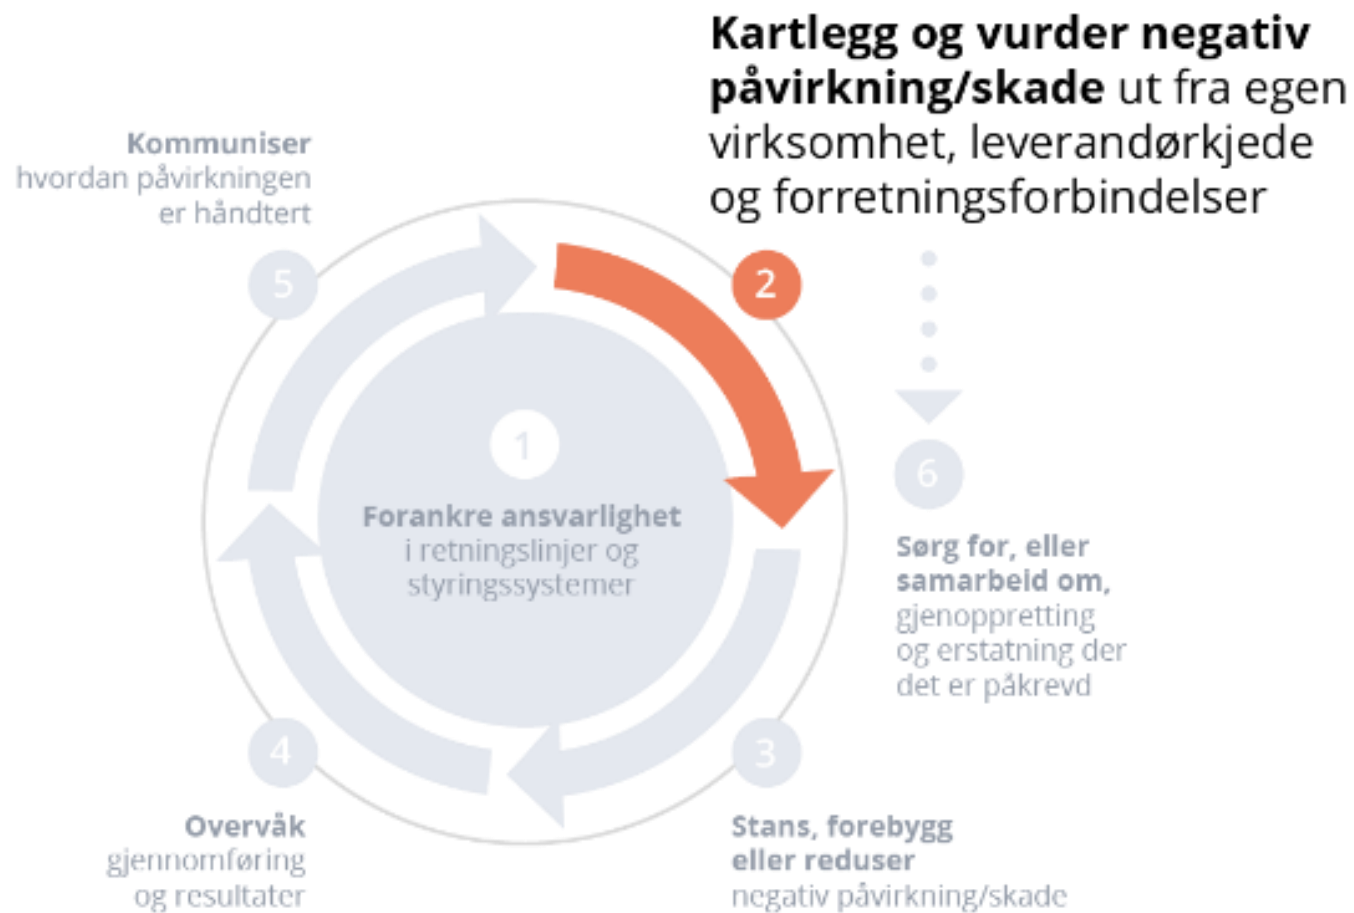 Kartlegg og vurder negativ
påvirkning/skade ut fra egen
virksomhet, leverandørkjede
og forretningsforbindelser
Kommuniser
hvordan påvirkningen
er håndtert
5
2
1
Forankre ansvarlighet
i retningslinjer og
styringssystemer
6
Sørg for, eller
samarbeid om,
gjenoppretting
og erstatning der
det er påkrevd
4
3
Overvåk
gjennomføring
og resultater
Stans, forebygg
eller reduser
negativ påvirkning/skade